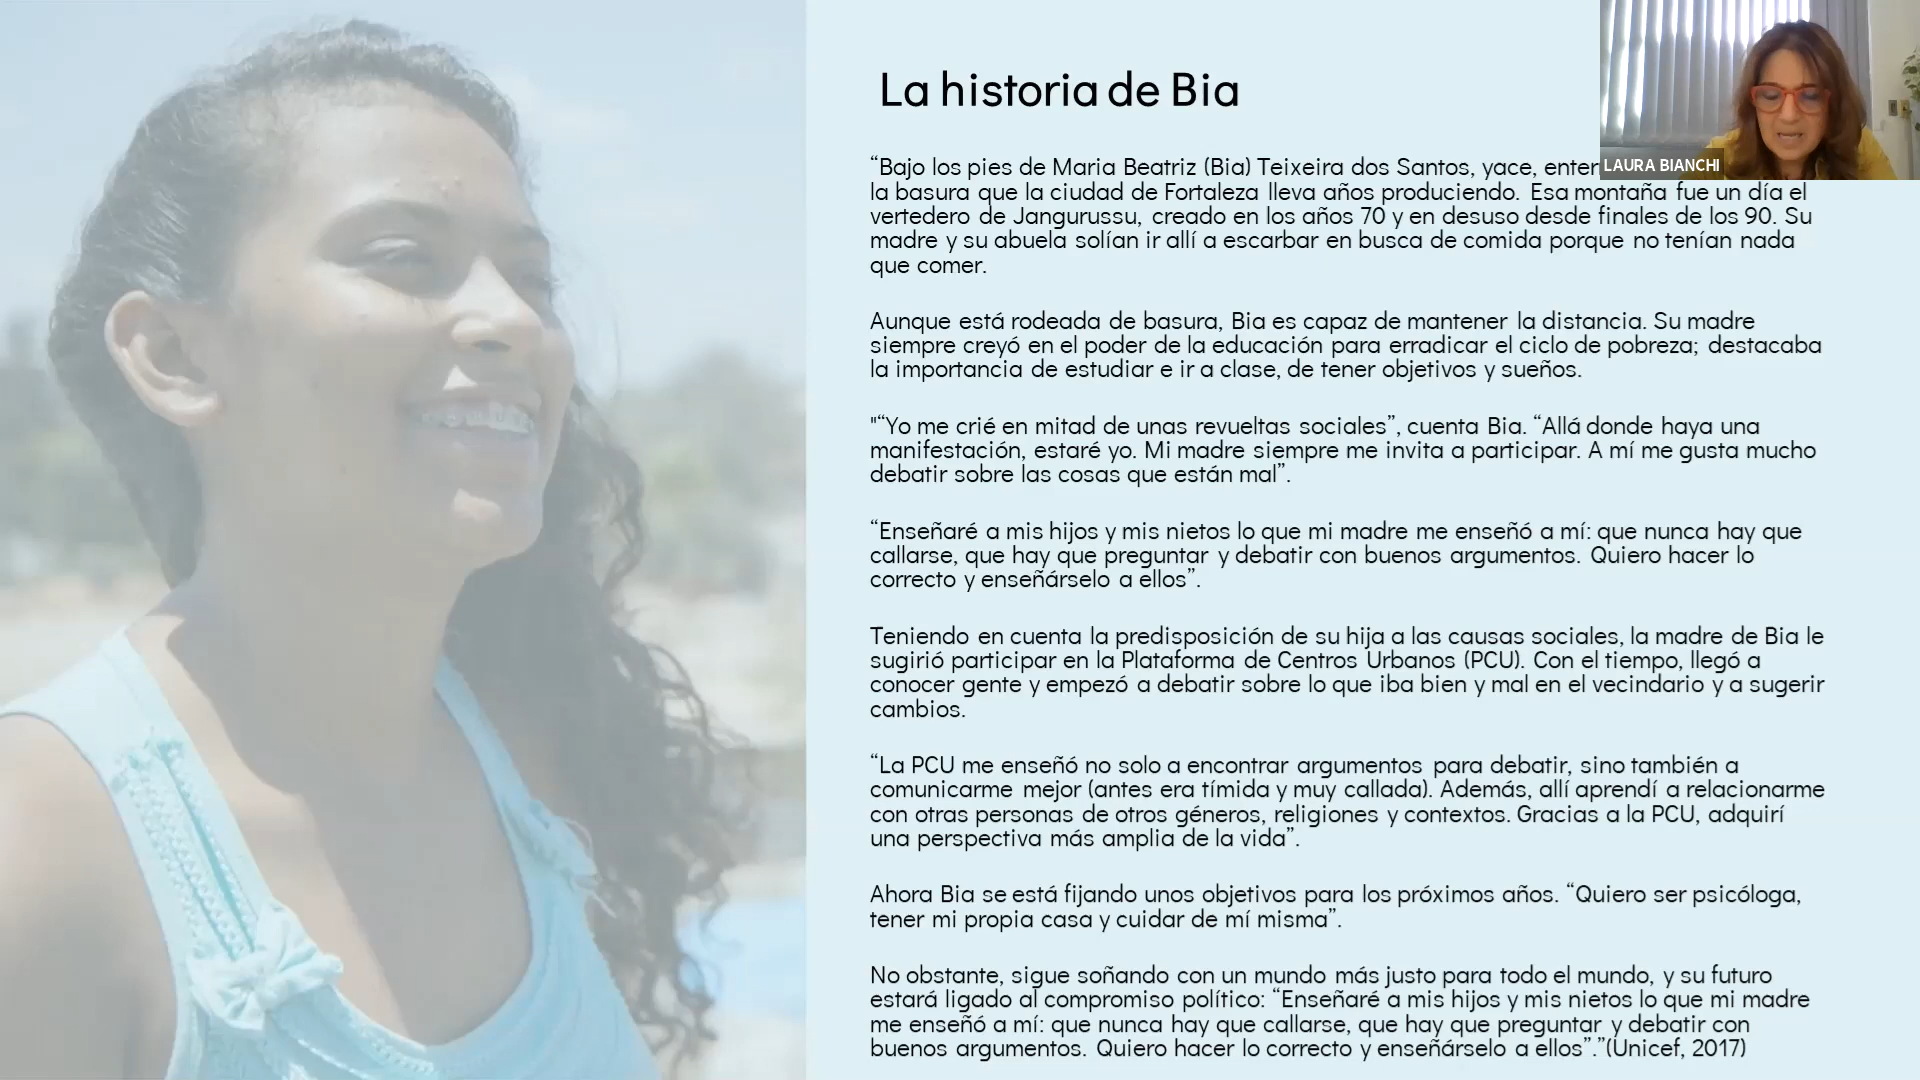 La historia de Bia
LAURA BIANCHI
“Bajo los pies de Maria Beatriz (Bia) Teixeira dos Santos, yace,
la basura que la ciudad de Fortaleza lleva años produciendo. Esa montaña fue un día el
vertedero de Jangurussu, creado en los años 70 y en desuso desde finales de los 90. Su
madre y su abuela solían ir allí a escarbar en busca de comida porque no tenían nada
que comer.
Aunque está rodeada de basura, Bia es capaz de mantener la distancia. Su madre
siempre creyó en el poder de la educación para erradicar el ciclo de pobreza; destacaba
la importancia de estudiar e ir a clase, de tener objetivos y sueños.
"“Yo me crié en mitad de unas revueltas sociales”, cuenta Bia. “Allá donde haya una
manifestación, estaré yo. Mi madre siempre me invita a participar. A mí me gusta mucho
debatir sobre las cosas que están mal”.
“Enseñaré a mis hijos y mis nietos lo que mi madre me enseñó a mí: que nunca hay que
callarse, que hay que preguntar y debatir con buenos argumentos. Quiero hacer lo
correcto y enseñárselo a ellos”.
Teniendo en cuenta la predisposición de su hija a las causas sociales, la madre de Bia le
sugirió participar en la Plataforma de Centros Urbanos (PCU). Con el tiempo, llegó a
conocer gente y empezó a debatir sobre lo que iba bien y mal en el vecindario y a sugerir
cambios.
“La PCU me enseñó no solo a encontrar argumentos para debatir, sino también a
comunicarme mejor (antes era tímida y muy callada). Además, allí aprendí a relacionarme
con otras personas de otros géneros, religiones y contextos. Gracias a la PCU, adquirí
una perspectiva más amplia de la vida”.
Ahora Bia se está fijando unos objetivos para los próximos años. “Quiero ser psicóloga,
tener mi propia casa y cuidar de mí misma”.
No obstante, sigue soñando con un mundo más justo para todo el mundo, y su futuro
estará ligado al compromiso político: “Enseñaré a mis hijos y mis nietos lo que mi madre
me enseñó a mí: que nunca hay que callarse, que hay que preguntar y debatir con
buenos argumentos. Quiero hacer lo correcto y enseñárselo a ellos”.”(Unicef, 2017)